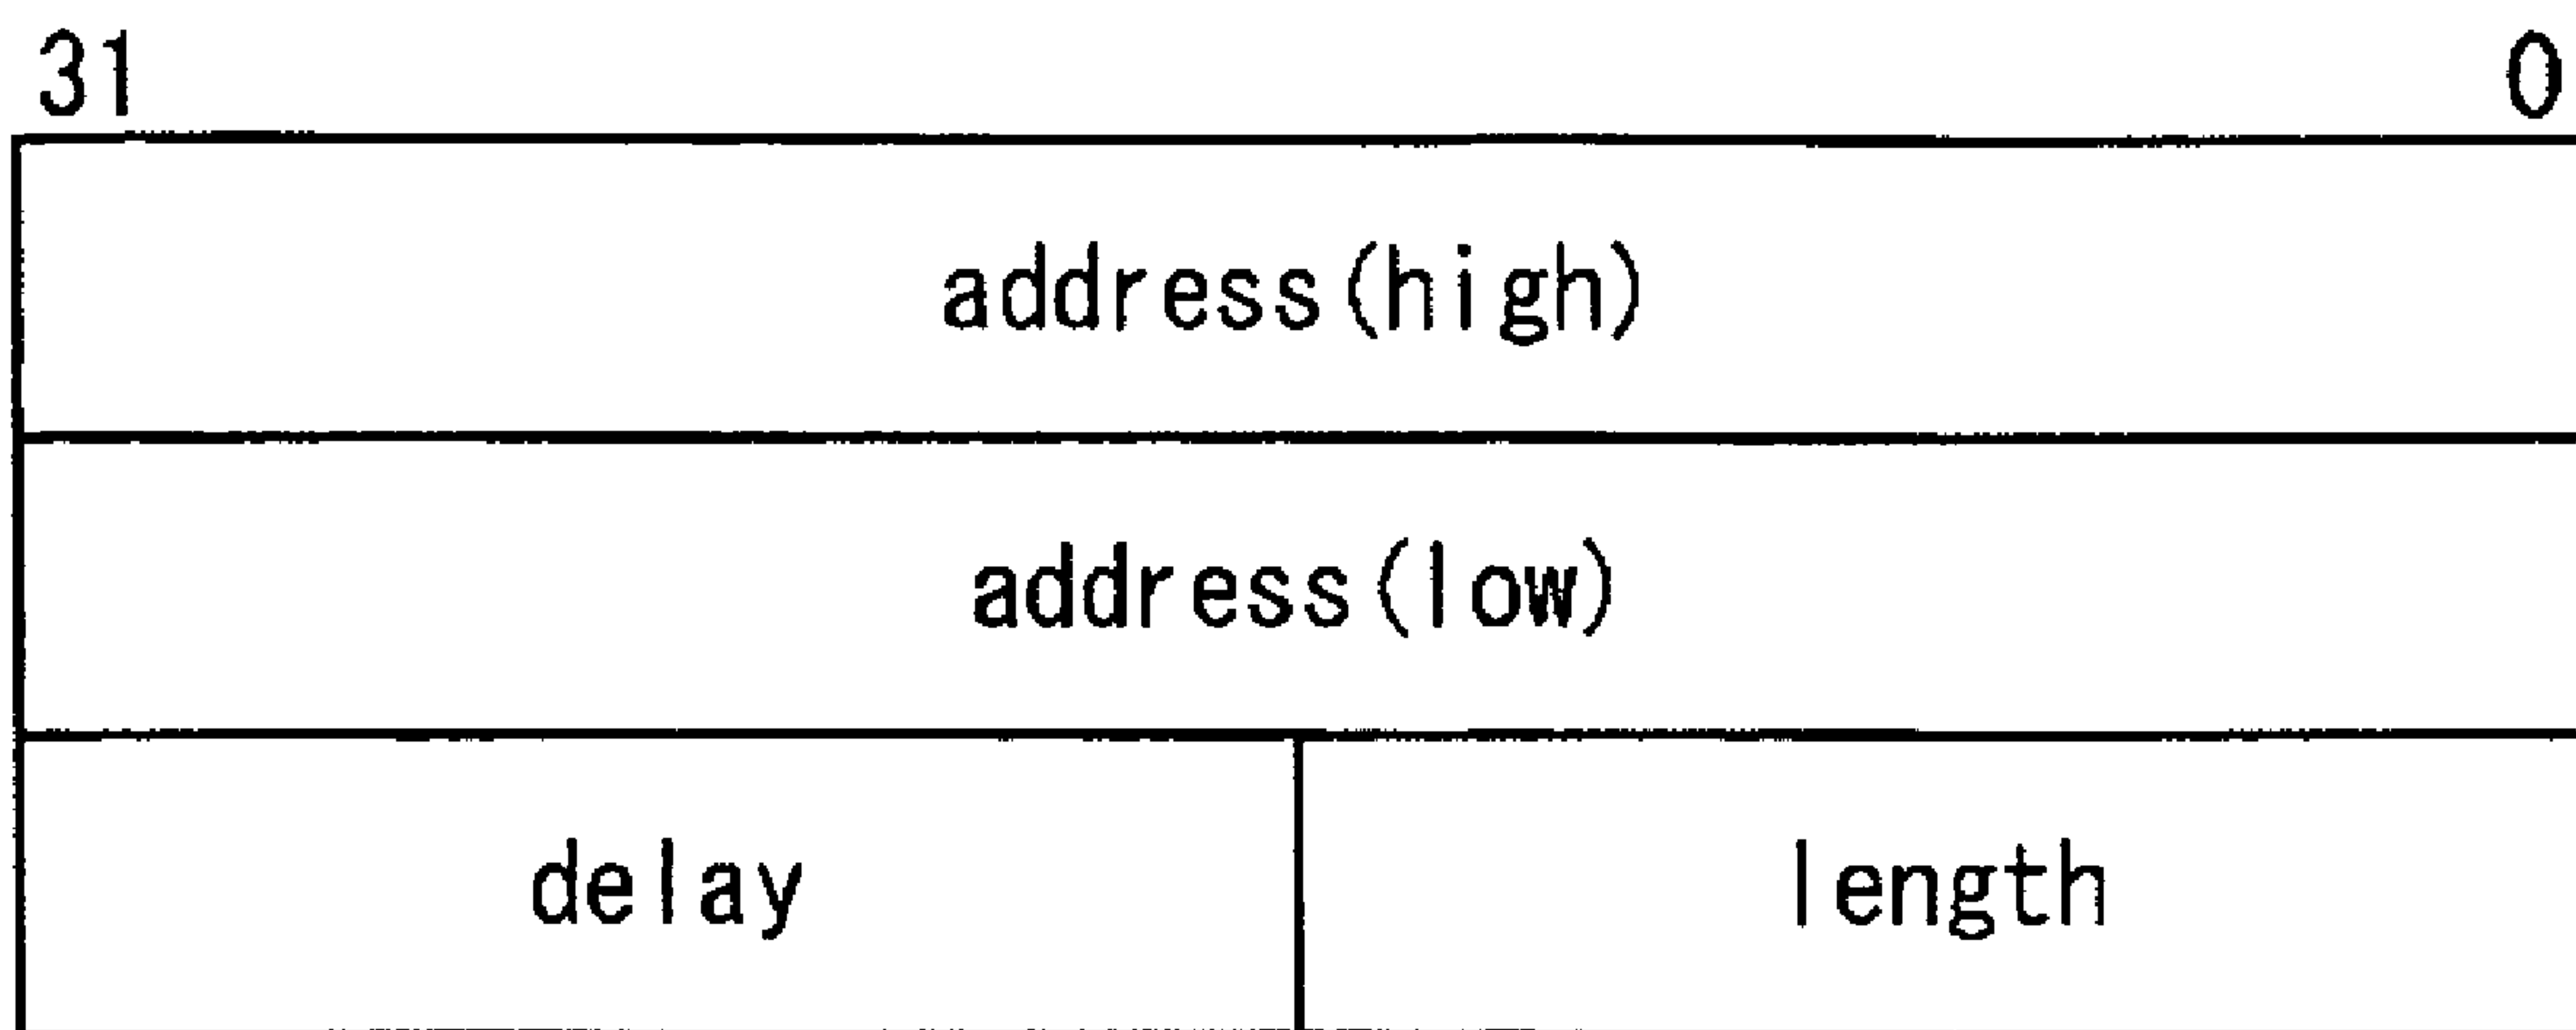 31 0
address(high)
address(low)
delay length